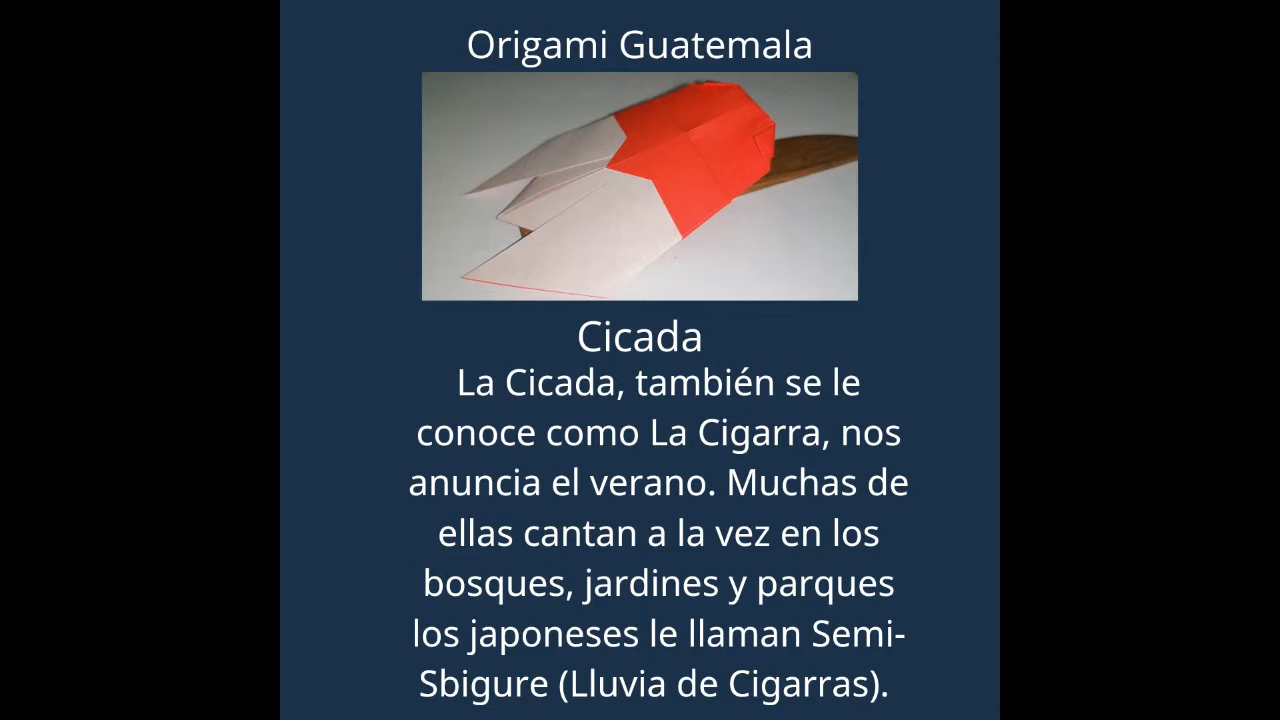 Origami Guatemala
Cicada
La Cicada, también se le
conoce como La Cigarra, nos
anuncia el verano. Muchas de
ellas cantan a la vez en los
bosques, jardines y parques
los japoneses le llaman Semi-
Sbigure (Lluvia de Cigarras).